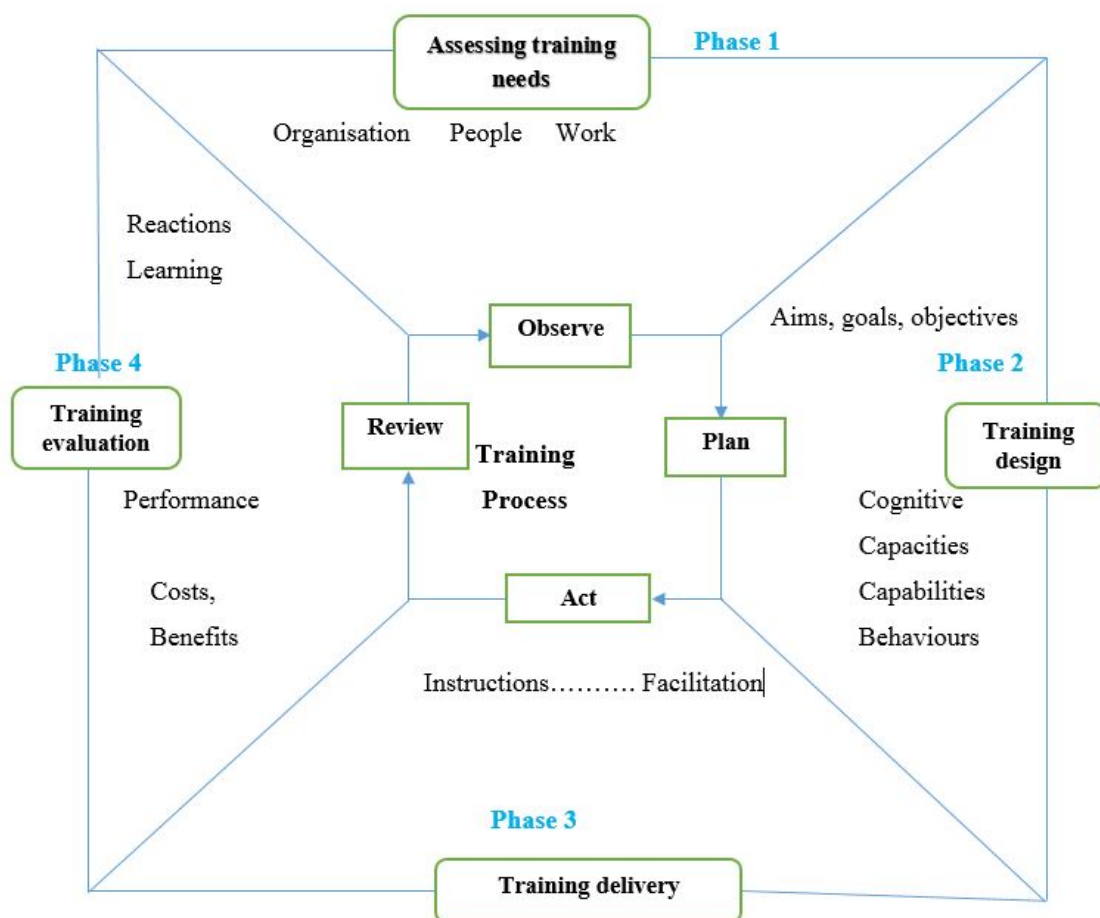 Assessing training
needs
Phase 1
Organisation People Work
Reactions
Learning
Observe
Aims, goals, objectives
Phase 4
Phase 2
Training
evaluation
Review
Training
Process
Plan
Training
design
Performance
Cognitive
Capacities
Capabilities
Behaviours
Costs,
Benefits
Act
Instructions………. Facilitation
Phase 3
Training delivery